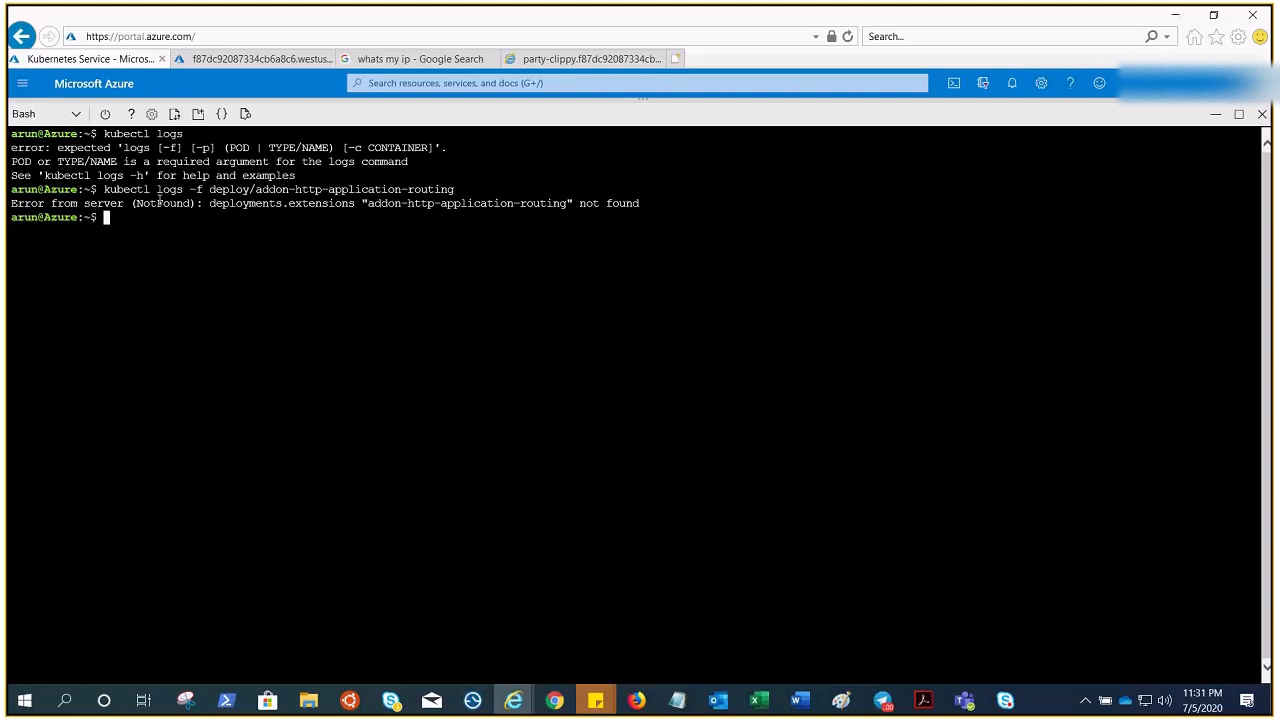 https://portal.azure.com/
Search...
Kubernetes Service - Micros...
f87dc92087334cb6a8c6.westus...
whats my ip - Google Search
party-clippy.f87dc92087334cb...
Microsoft Azure
Search resources, services, and docs (G+/)
Bash
arun@Azure:~$ kubectl logs
error: expected 'logs [-f] [-p] (POD | TYPE/NAME) [-c CONTAINER]'.
POD or TYPE/NAME is a required argument for the logs command
See 'kubectl logs -h' for help and examples
arun@Azure:~$ kubectl logs -f deploy/addon-http-application-routing
Error from server (NotFound): deployments.extensions "addon-http-application-routing" not found
arun@Azure:~$
11:31 PM
7/5/2020